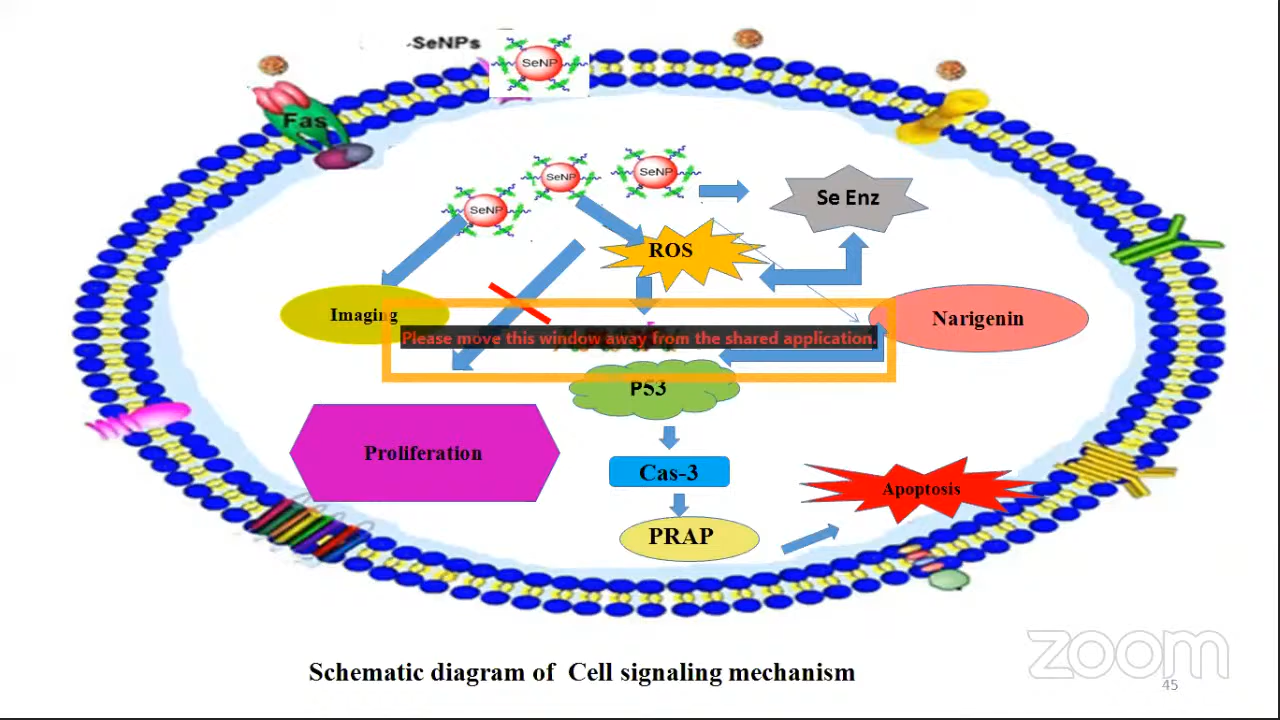 -SeNPs
SeNP
Fas
SeNP
SeNP
SeNP
Se Enz
ROS
Imaging
Narigenin
Please move this window away from the shared application.
P53
Proliferation
Cas-3
Apoptosis
PRAP
Schematic diagram of Cell signaling mechanism
zoom
45